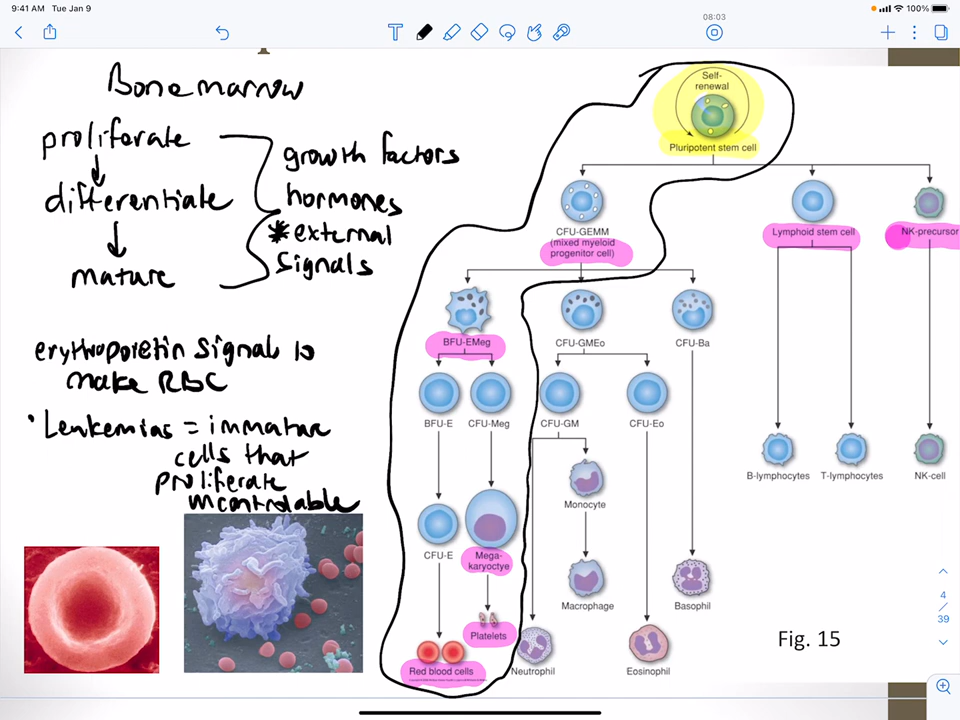 9:41 AM Tue Jan 9
100%
08:03
Bone marrow
proliferate
differentiate
mature
growth factors
hormones
*external
signals
erythropoietin signal to
make RBC
• Leukemias = immature
cells that
proliferate
uncontrolable
Self-
renewal
Pluripotent stem cell
CFU-GEMM
(mixed myeloid
progenitor cell)
Lymphoid stem cell
NK-precursor
BFU-EMeg
CFU-GMEo
CFU-Ba
BFU-E
CFU-Meg
CFU-GM
CFU-Eo
B-lymphocytes
T-lymphocytes
NK-cell
Monocyte
CFU-E
Mega-
karyoctye
Macrophage
Basophil
Platelets
Red blood cells
Neutrophil
Eosinophil
Fig. 15
4
/
39